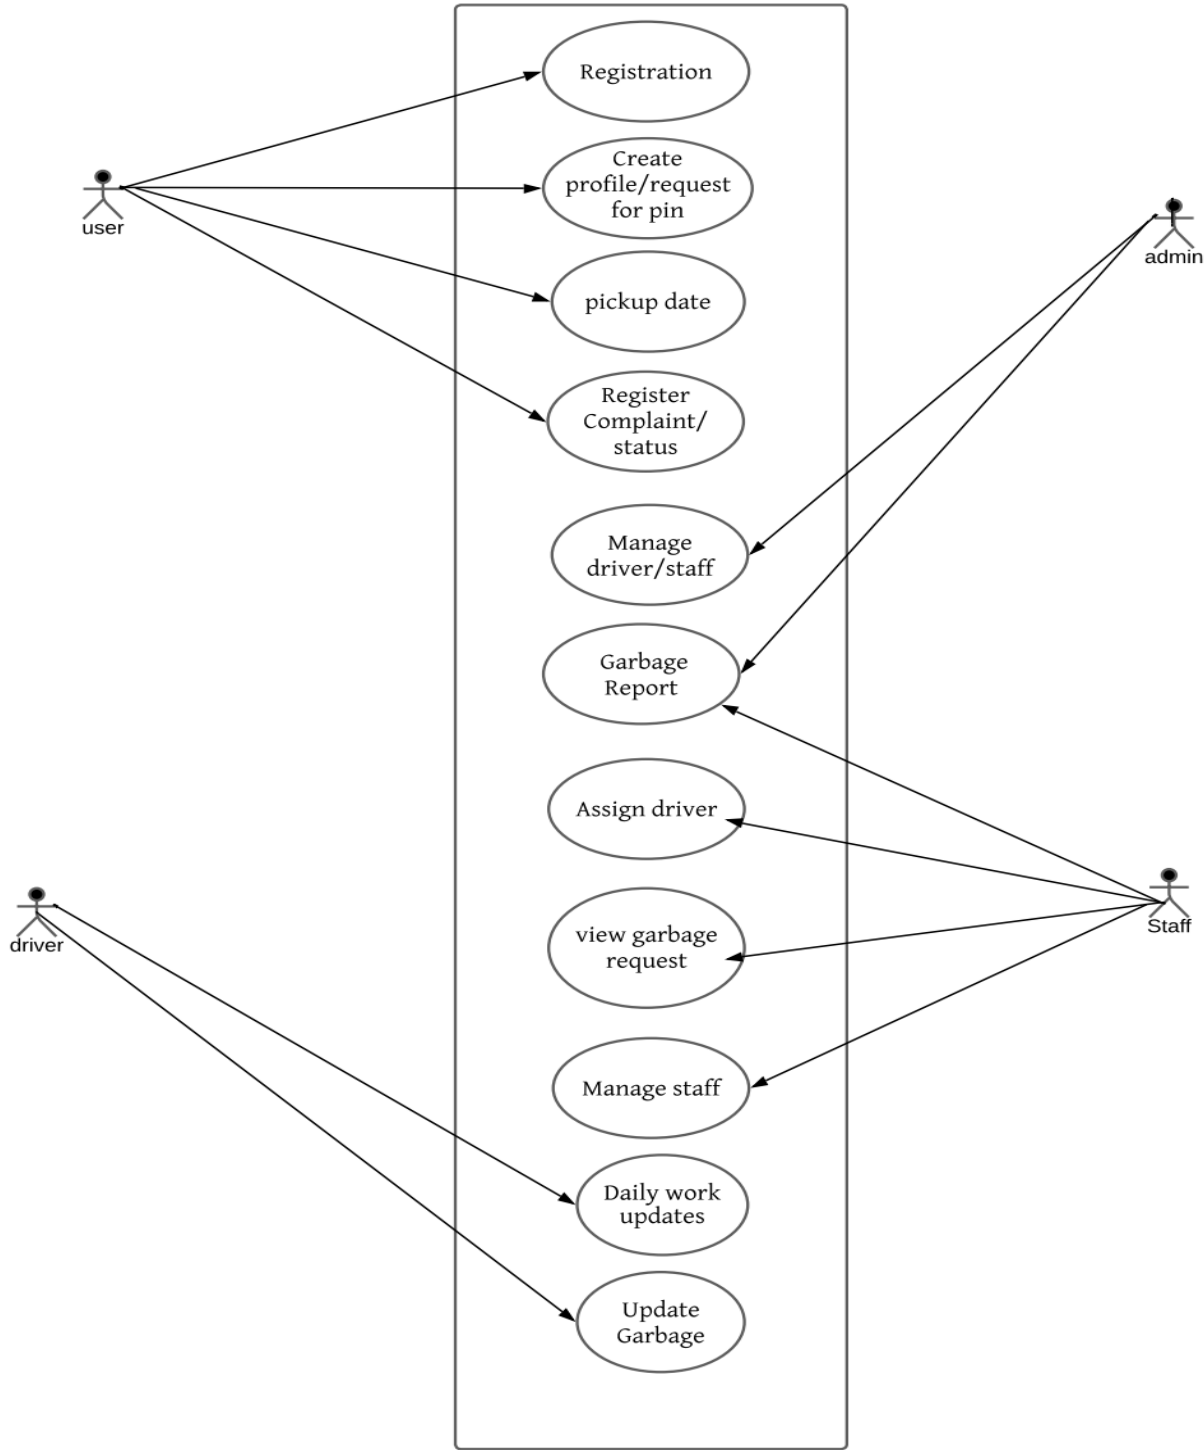 Registration
Create
profile/request
for pin
user
admin
pickup date
Register
Complaint/
status
Manage
driver/staff
Garbage
Report
Assign driver
Staff
driver
view garbage
request
Manage staff
Daily work
updates
Update
Garbage